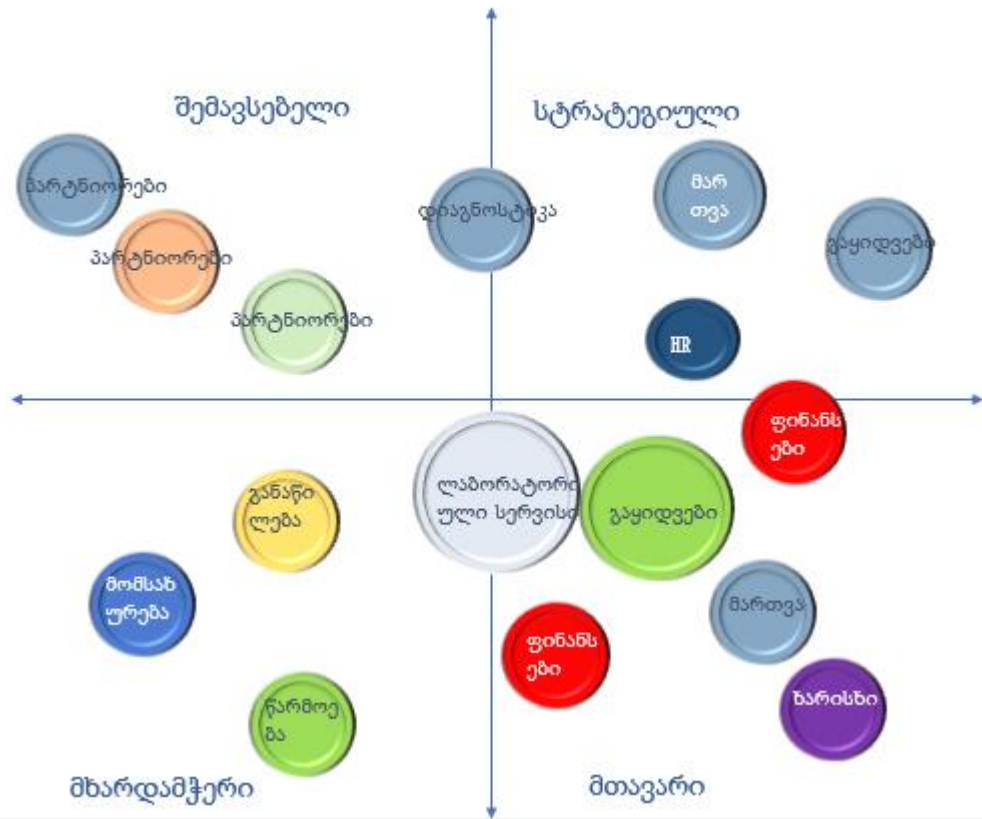 შემავსებელი
სტრატეგიული
პარტნიორები
პარტნიორები
პარტნიორები
დიაგნოსტიკა
მარ
თვა
გაყიდვები
HR
ფინანს
ები
ლაბორატორი
ული სერვისი
გაყიდვები
განაწი
ლება
მომსახ
ურება
წარმოე
ბა
ფინანს
ები
მართვა
ხარისხი
მხარდამჭერი
მთავარი